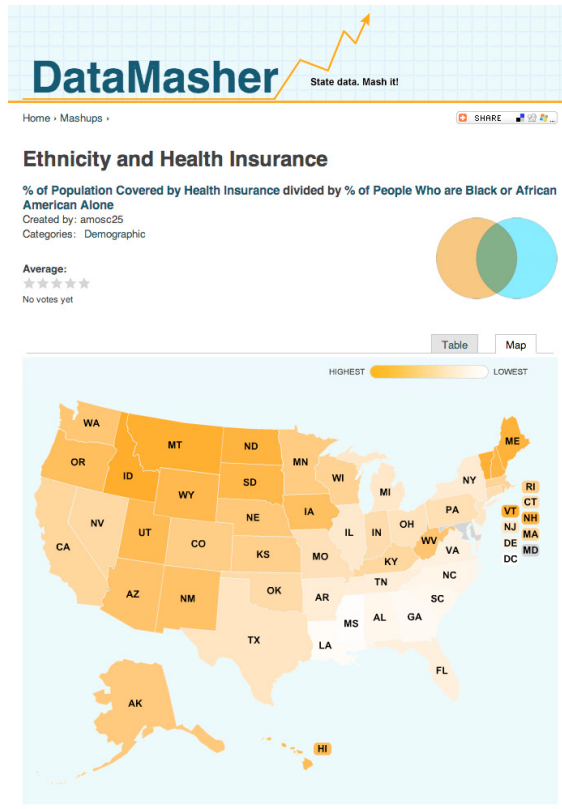 DataMasher
State data. Mash it!
Home › Mashups ›
SHARE
Ethnicity and Health Insurance
% of Population Covered by Health Insurance divided by % of People Who are Black or African
American Alone
Created by: amosc25
Categories: Demographic
Average:
No votes yet
Table
Map
HIGHEST
LOWEST
WA
MT
ND
ME
OR
MN
ID
SD
WI
NY
WY
MI
RI
IA
PA
CT
NE
VT
NH
NV
UT
OH
NJ
IL
IN
WV
MA
CO
DE
MD
CA
VA
KS
MO
KY
DC
NC
TN
AZ
NM
OK
AR
SC
MS
AL
GA
TX
LA
FL
AK
HI